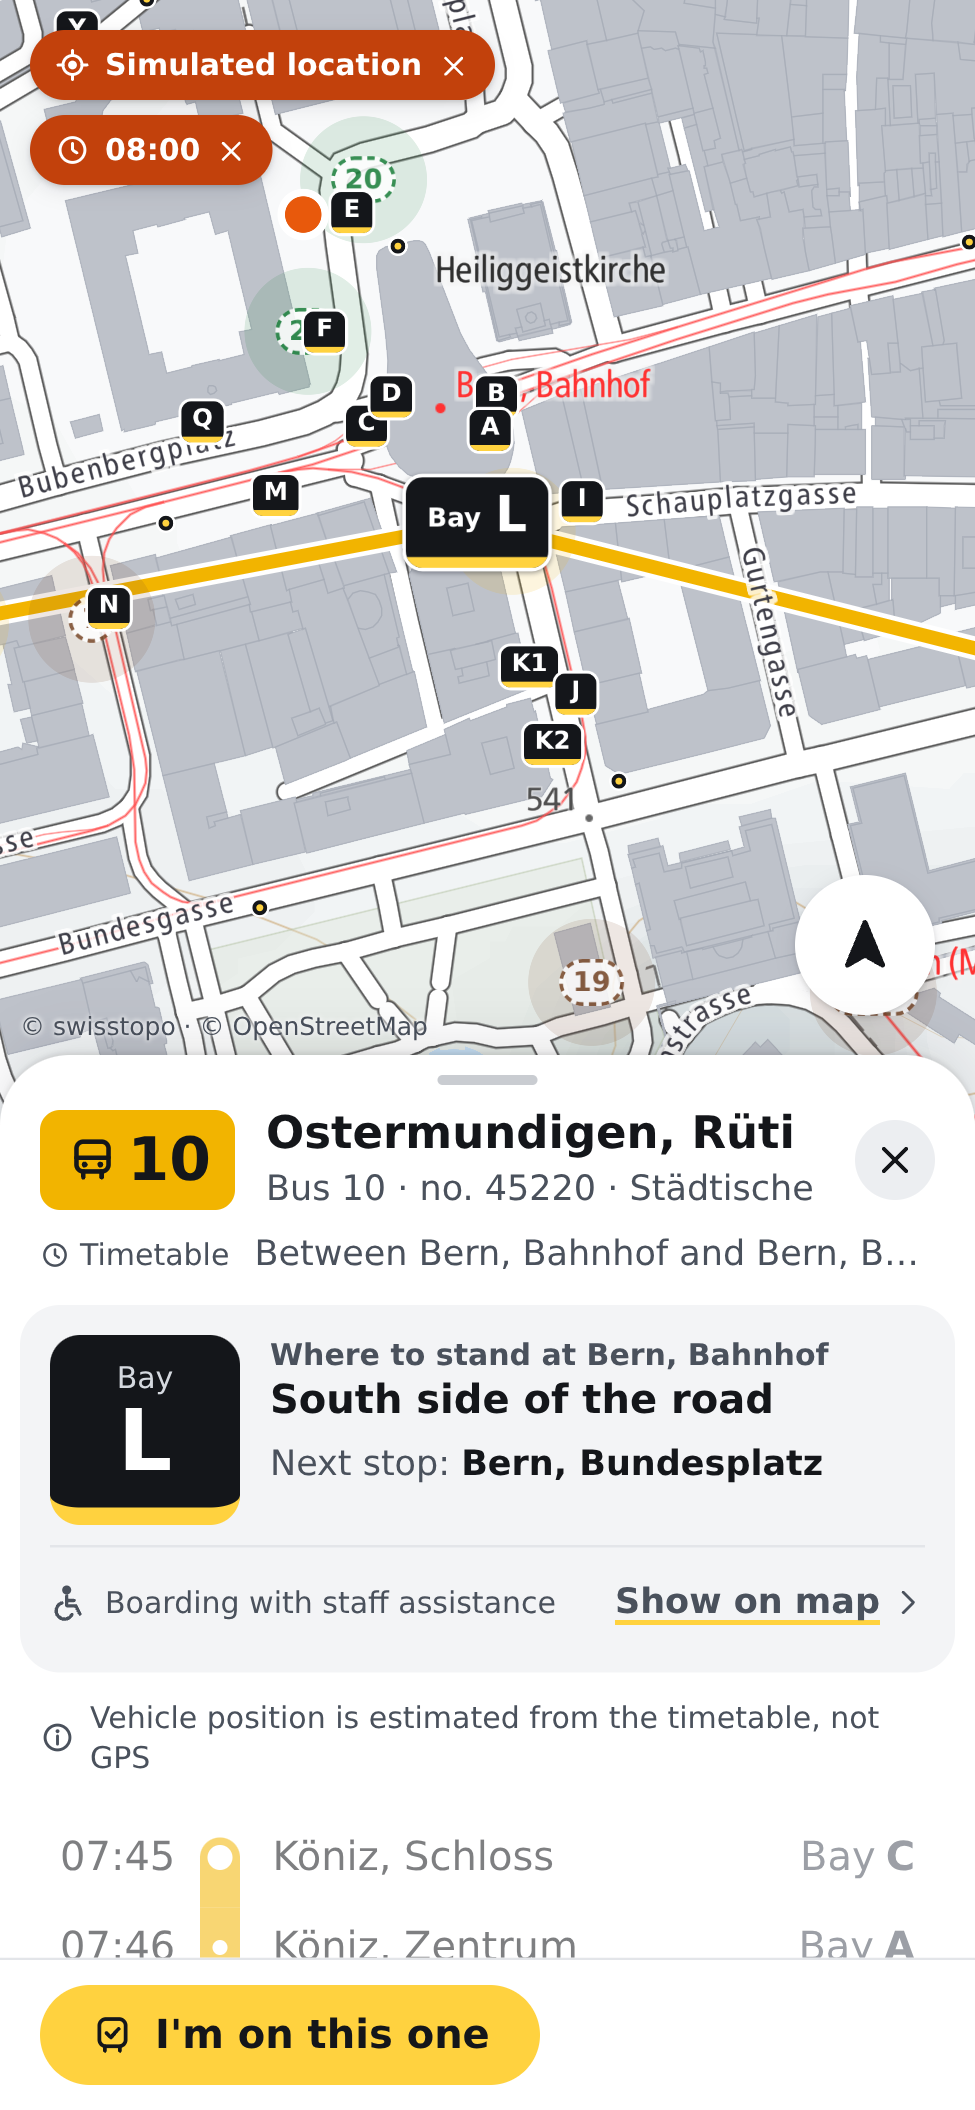 Y
Simulated location
08:00
20
E
Heiliggeistkirche
F
D
B
, Bahnhof
Q
C
A
Bubenbergplatz
M
Bay L
I
Schauplatzgasse
Gurtengasse
N
K1
J
K2
541
sse
Bundesgasse
19
strasse
© swisstopo · © OpenStreetMap
10
Ostermundigen, Rüti
Bus 10 · no. 45220 · Städtische
Timetable Between Bern, Bahnhof and Bern, B…
Bay
L
Where to stand at Bern, Bahnhof
South side of the road
Next stop: Bern, Bundesplatz
Boarding with staff assistance
Show on map
Vehicle position is estimated from the timetable, not
GPS
07:45 Köniz, Schloss Bay C
07:46 Köniz, Zentrum Bay A
I'm on this one